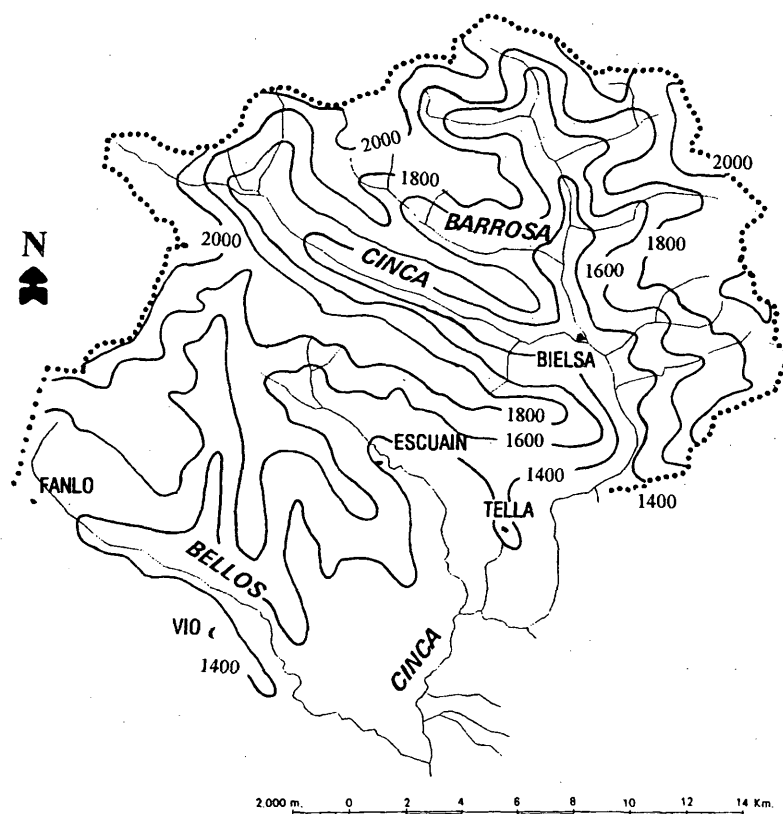 2000
2000
1800
BARROSA
N
2000
CINCA
1800
1600
BIELSA
1800
ESCUAIN
1600
1400
FANLO
1400
TELLA
BELLOS
VIO
CINCA
1400
2.000 m. 0 2 4 6 8 10 12 14 Km.